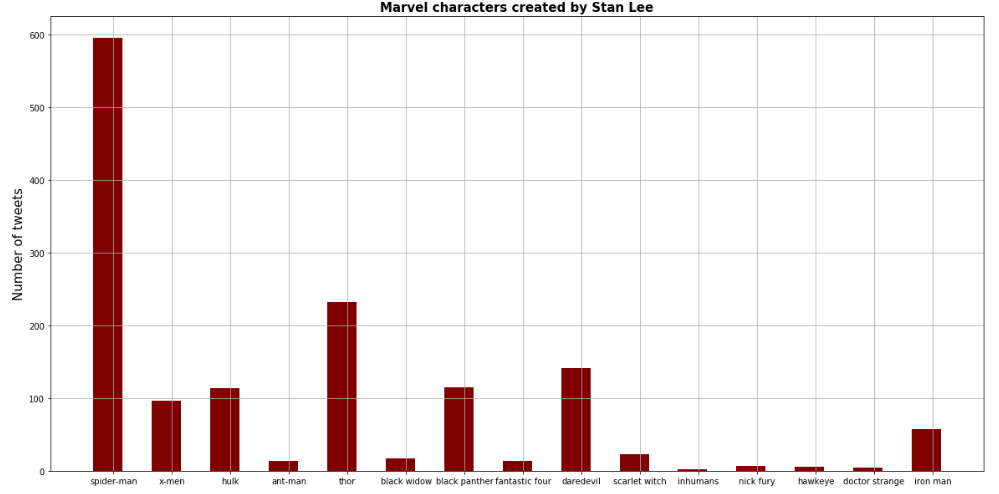 Marvel characters created by Stan Lee
Number of tweets
600
500
400
300
200
100
0
spider-man x-men hulk ant-man thor black widow black panther fantastic four daredevil scarlet witch inhumans nick fury hawkeye doctor strange iron man